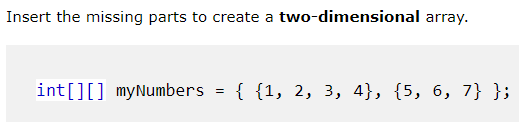 Insert the missing parts to create a two-dimensional array.
int[][] myNumbers = { {1, 2, 3, 4}, {5, 6, 7} };